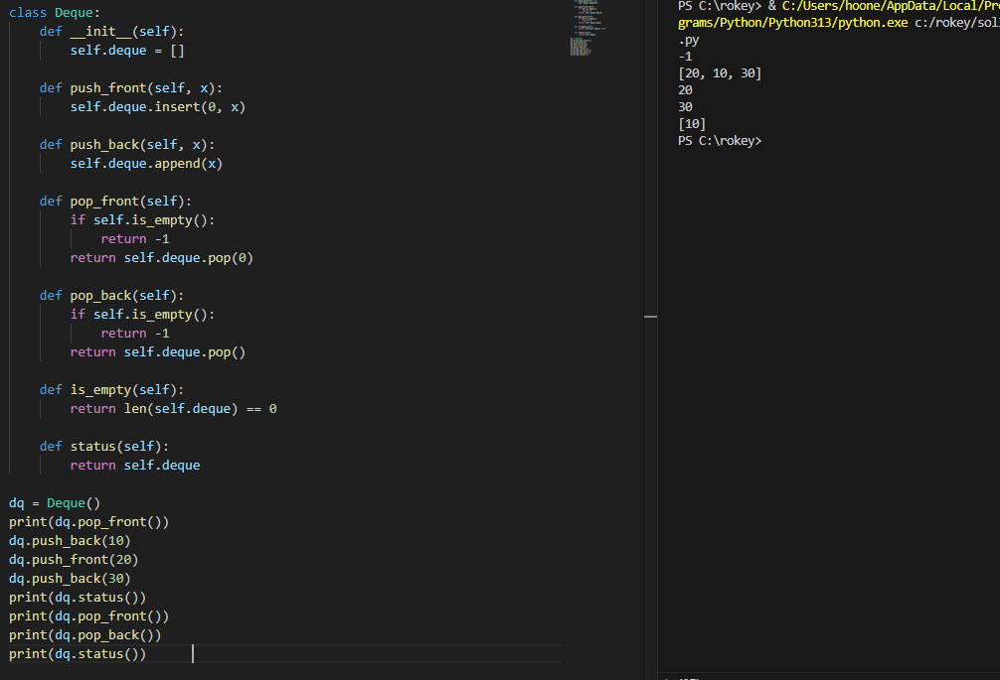 class Deque:
    def __init__(self):
        self.deque = []

    def push_front(self, x):
        self.deque.insert(0, x)

    def push_back(self, x):
        self.deque.append(x)

    def pop_front(self):
        if self.is_empty():
            return -1
        return self.deque.pop(0)

    def pop_back(self):
        if self.is_empty():
            return -1
        return self.deque.pop()

    def is_empty(self):
        return len(self.deque) == 0

    def status(self):
        return self.deque

dq = Deque()
print(dq.pop_front())
dq.push_back(10)
dq.push_front(20)
dq.push_back(30)
print(dq.status())
print(dq.pop_front())
print(dq.pop_back())
print(dq.status())
PS C:\rokey> & C:/Users/hoone/AppData/Local/Pro
grams/Python/Python313/python.exe c:/rokey/sol
.py
-1
[20, 10, 30]
20
30
[10]
PS C:\rokey>